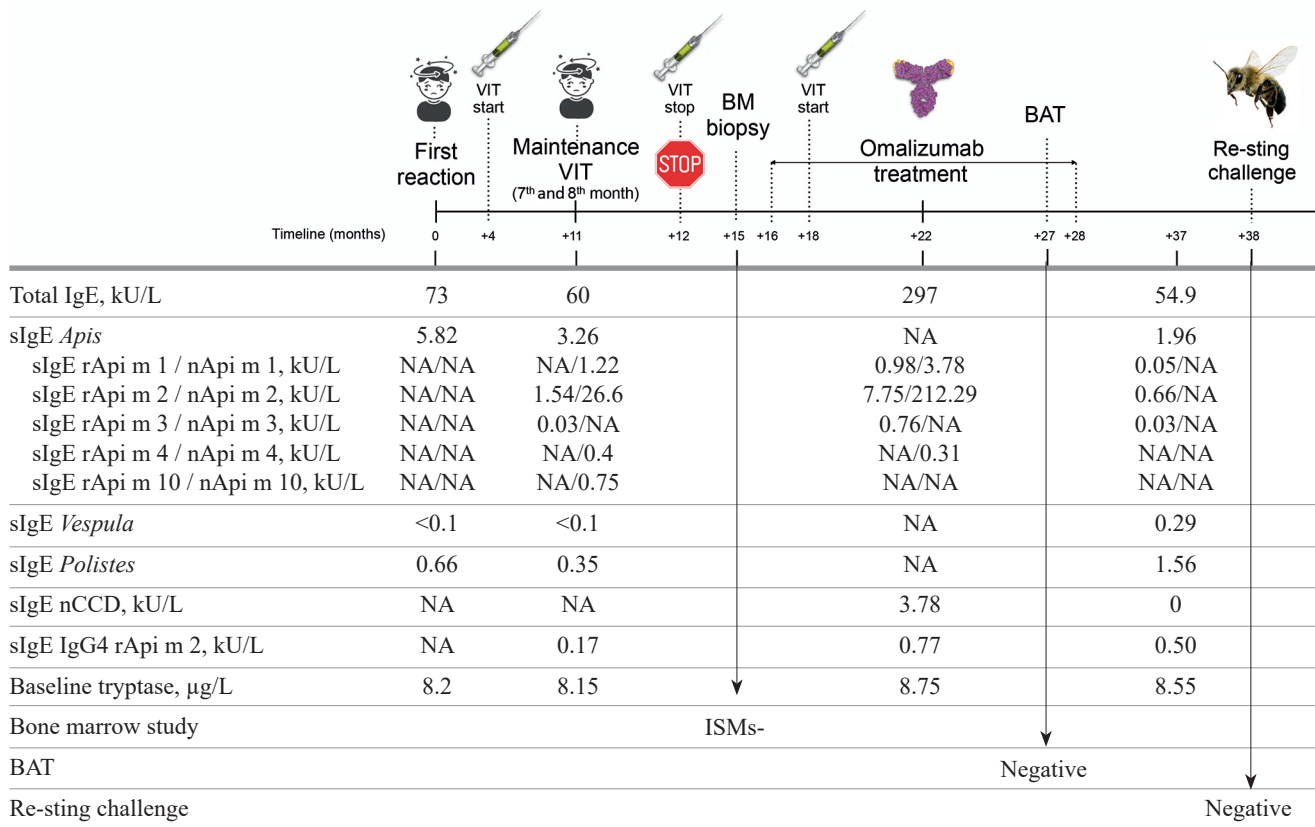 VIT start
VIT stop
VIT start
BM biopsy
BAT
First reaction
Maintenance VIT
(7th and 8th month)
STOP
Omalizumab treatment
Re-sting challenge
Timeline (months) 0 +4 +11 +12 +15 +16 +18 +22 +27 +28 +37 +38
Total IgE, kU/L 73 60 297 54.9
sIgE Apis 5.82 3.26 NA 1.96
sIgE rApi m 1 / nApi m 1, kU/L NA/NA NA/1.22 0.98/3.78 0.05/NA
sIgE rApi m 2 / nApi m 2, kU/L NA/NA 1.54/26.6 7.75/212.29 0.66/NA
sIgE rApi m 3 / nApi m 3, kU/L NA/NA 0.03/NA 0.76/NA 0.03/NA
sIgE rApi m 4 / nApi m 4, kU/L NA/NA NA/0.4 NA/0.31 NA/NA
sIgE rApi m 10 / nApi m 10, kU/L NA/NA NA/0.75 NA/NA NA/NA
sIgE Vespula <0.1 <0.1 NA 0.29
sIgE Polistes 0.66 0.35 NA 1.56
sIgE nCCD, kU/L NA NA 3.78 0
sIgE IgG4 rApi m 2, kU/L NA 0.17 0.77 0.50
Baseline tryptase, µg/L 8.2 8.15 8.75 8.55
Bone marrow study ISMs-
BAT Negative
Re-sting challenge Negative